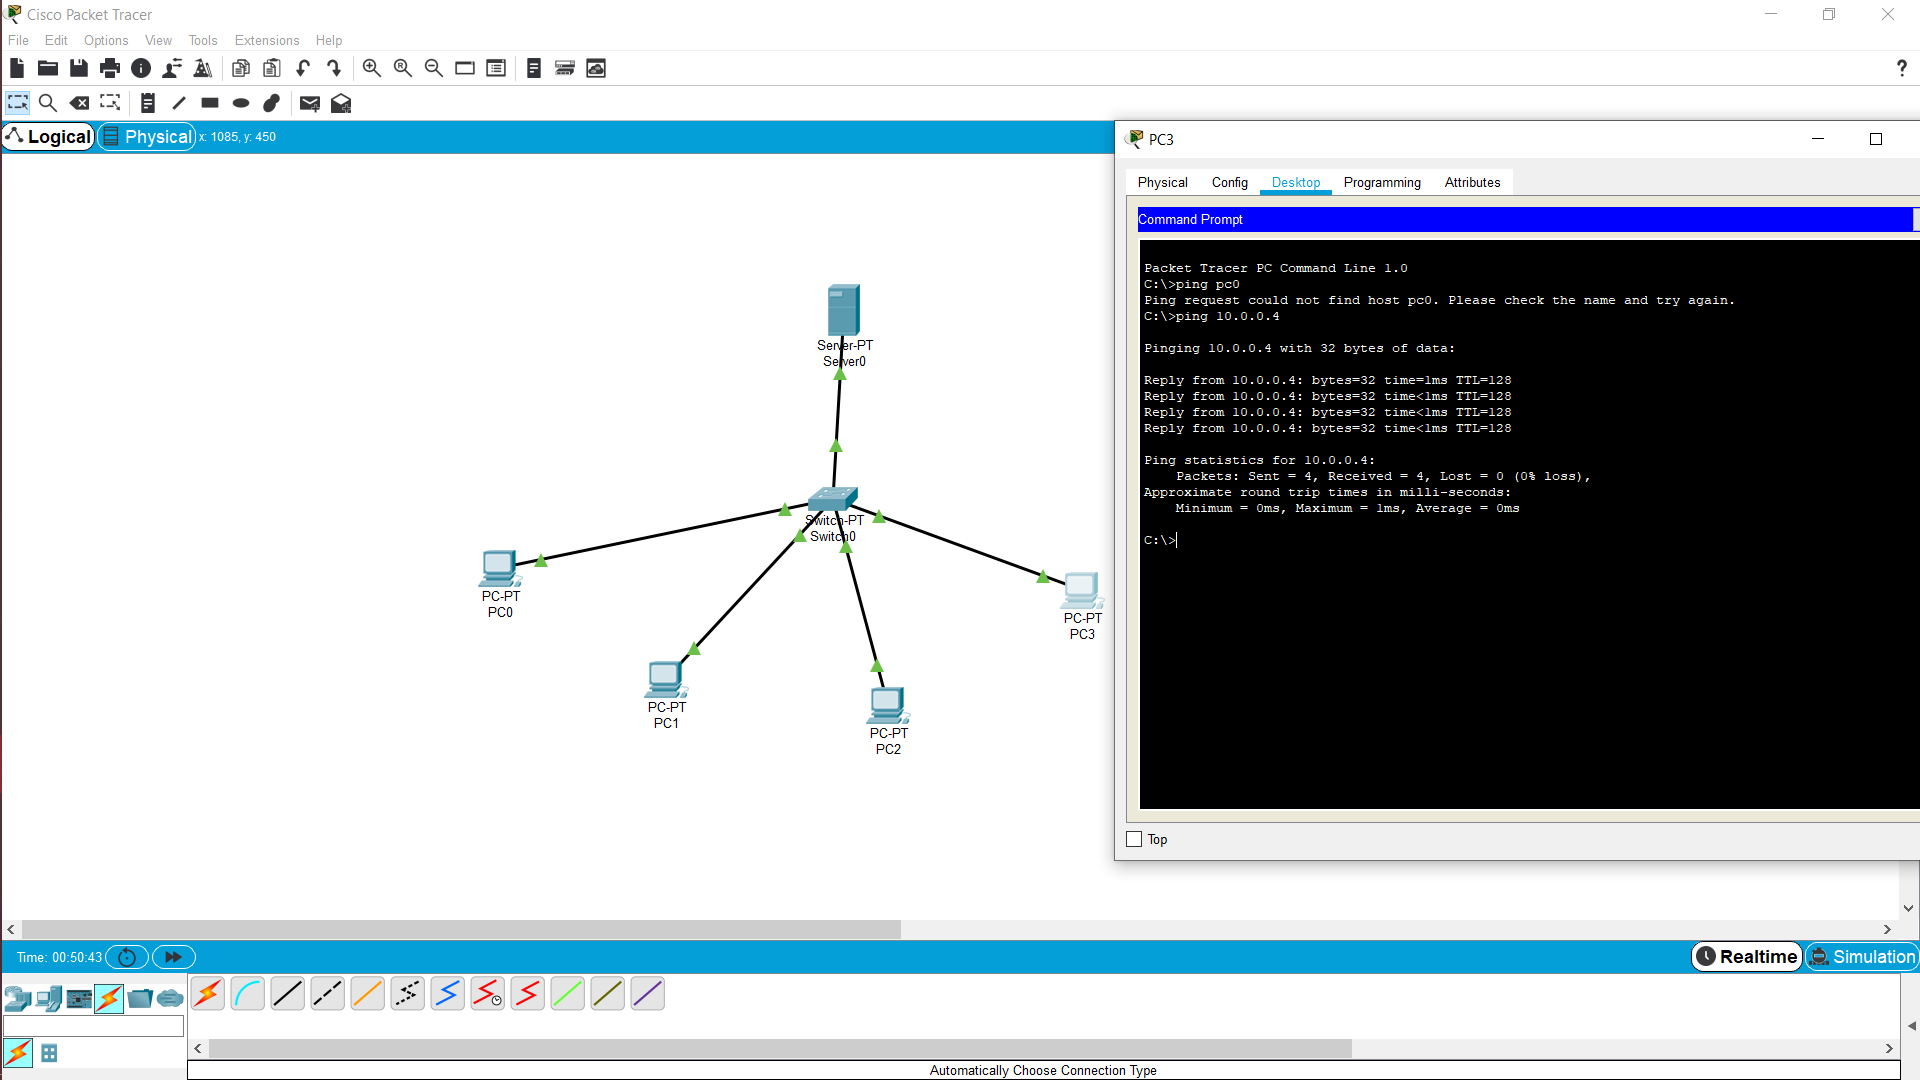 Cisco Packet Tracer
File Edit Options View Tools Extensions Help
Logical Physical x: 1085, y: 450
PC3
Physical Config Desktop Programming Attributes
Command Prompt
Packet Tracer PC Command Line 1.0
C:\>ping pc0
Ping request could not find host pc0. Please check the name and try again.
C:\>ping 10.0.0.4
Pinging 10.0.0.4 with 32 bytes of data:
Reply from 10.0.0.4: bytes=32 time=1ms TTL=128
Reply from 10.0.0.4: bytes=32 time<1ms TTL=128
Reply from 10.0.0.4: bytes=32 time<1ms TTL=128
Reply from 10.0.0.4: bytes=32 time<1ms TTL=128
Ping statistics for 10.0.0.4:
Packets: Sent = 4, Received = 4, Lost = 0 (0% loss),
Approximate round trip times in milli-seconds:
Minimum = 0ms, Maximum = 1ms, Average = 0ms
C:\>
Top
Server-PT
Server0
Switch-PT
Switch0
PC-PT
PC0
PC-PT
PC1
PC-PT
PC2
PC-PT
PC3
Time: 00:50:43
Realtime Simulation
Automatically Choose Connection Type